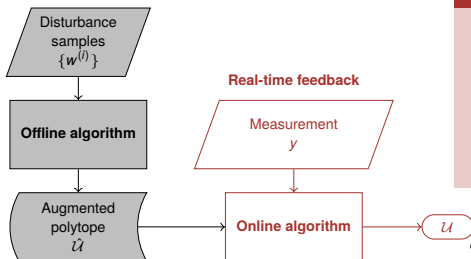 Disturbance
samples
{w^(i)}
Real-time feedback
Offline algorithm
Measurement
y
Augmented
polytope
Û
Online algorithm
U